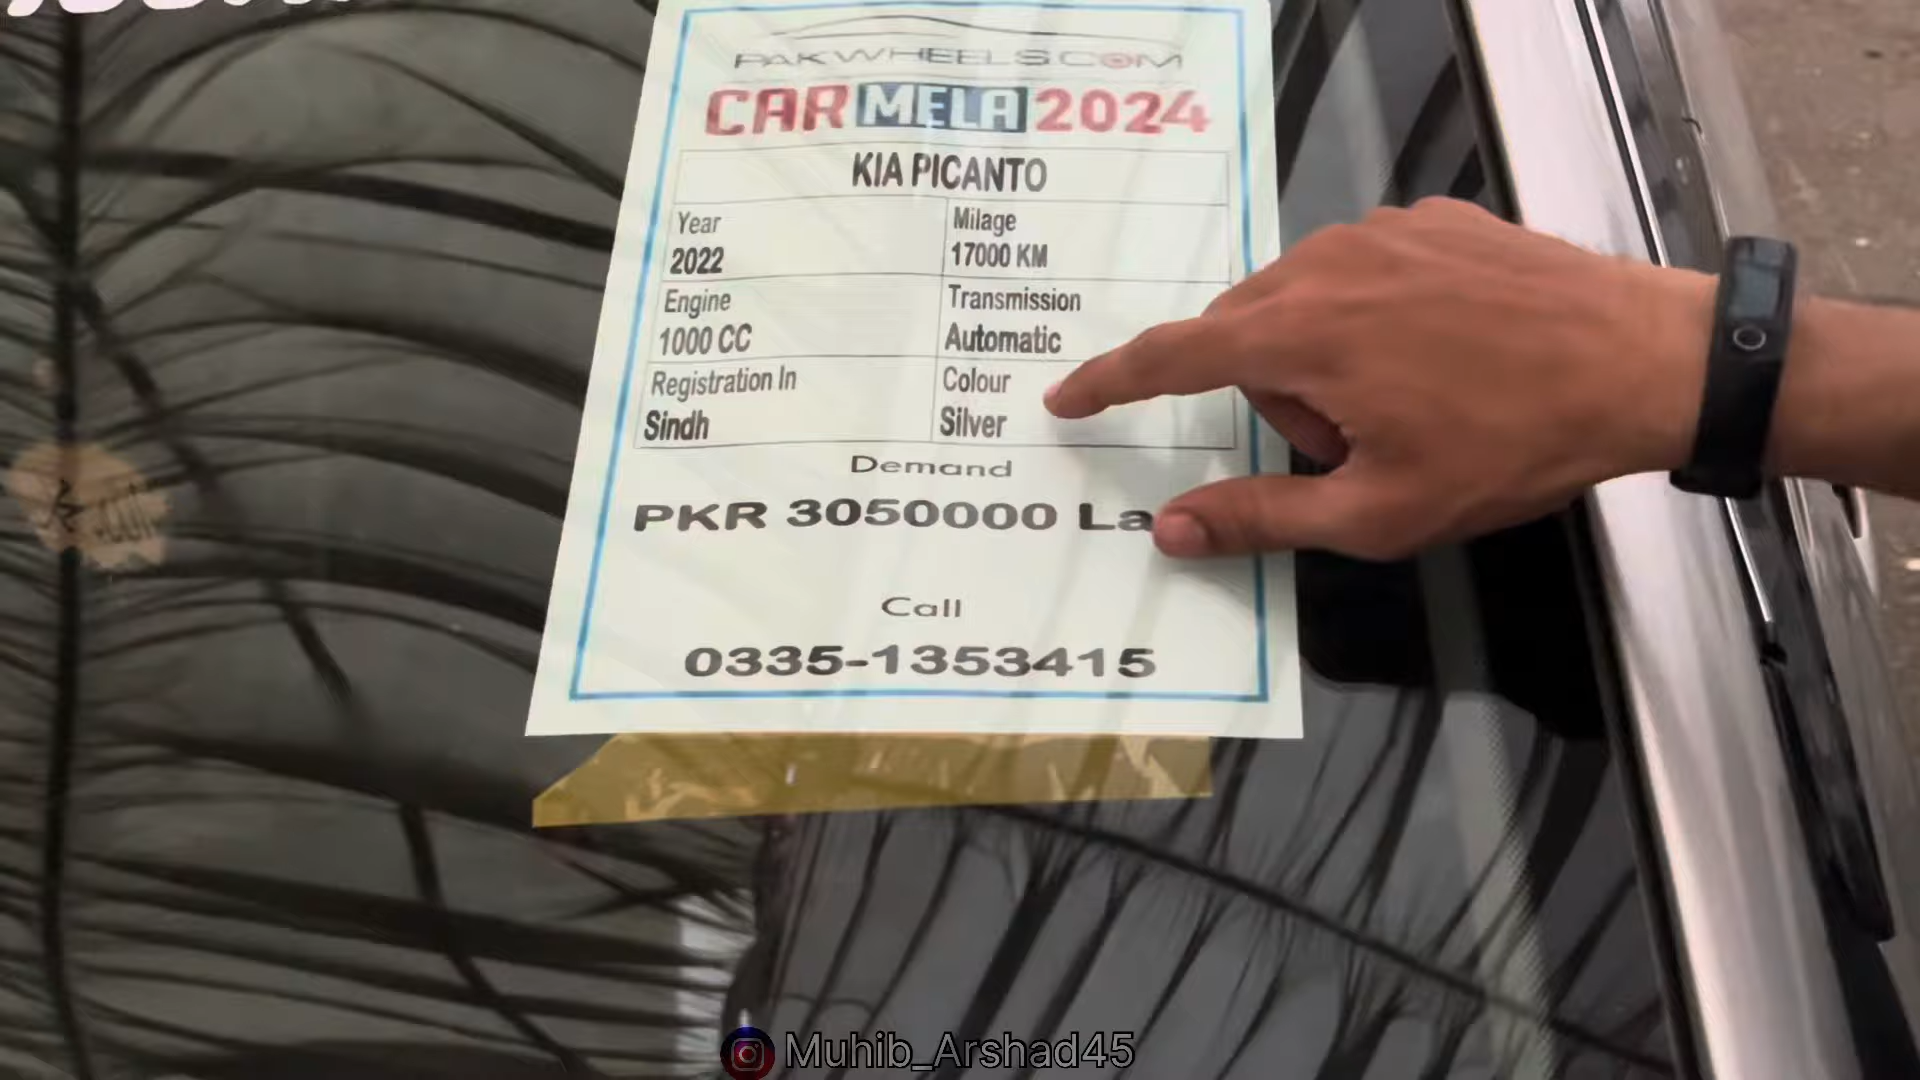 PAKWHEELS.COM
CAR MELA 2024
KIA PICANTO
Year
2022
Milage
17000 KM
Engine
1000 CC
Transmission
Automatic
Registration In
Sindh
Colour
Silver
Demand
PKR 3050000 La
Call
0335-1353415
Muhib_Arshad45